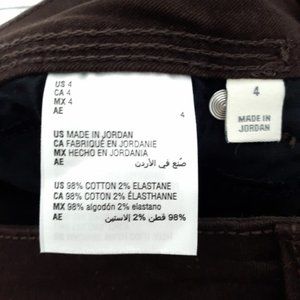 US 4
CA 4
MX 4
AE
4
US MADE IN JORDAN
CA FABRIQUÉ EN JORDANIE
MX HECHO EN JORDANIA
AE صنع في الأردن
US 98% COTTON 2% ELASTANE
CA 98% COTON 2% ÉLASTHANNE
MX 98% algodón 2% elastano
AE 98% قطن 2% إلاستين
4
MADE IN
JORDAN